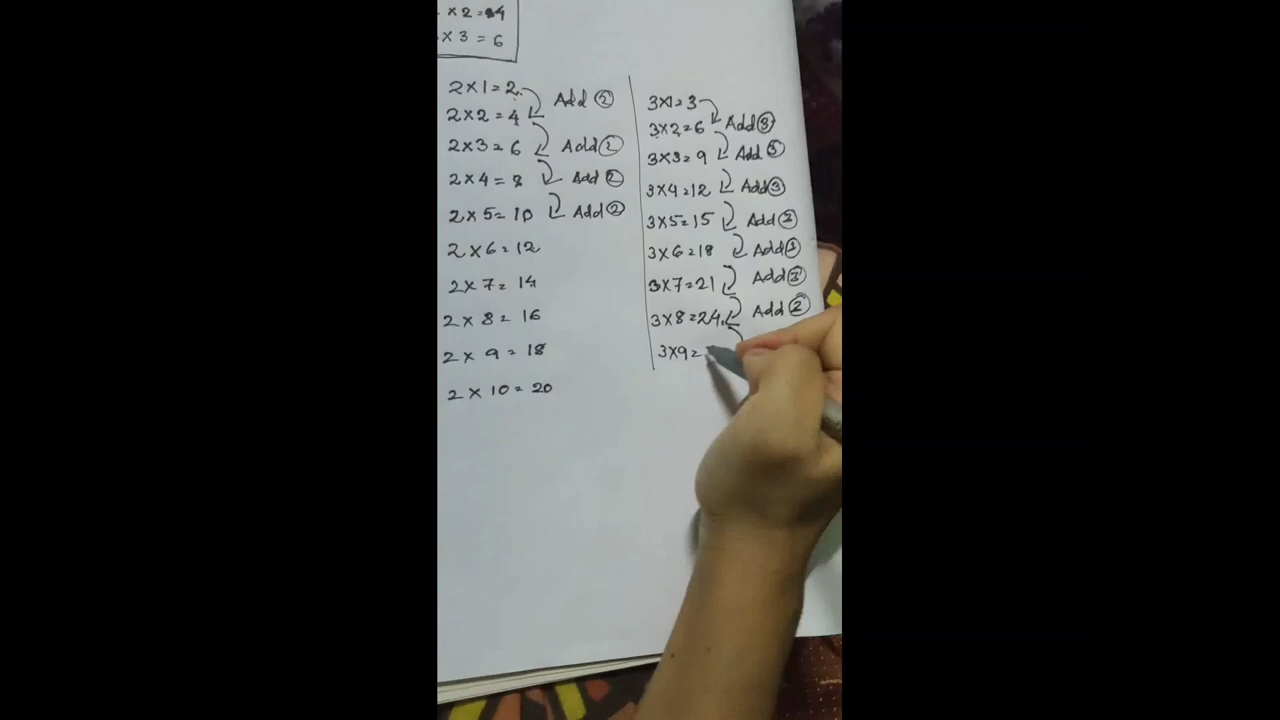 × 2 = 4
× 3 = 6
2 × 1 = 2
Add 2
2 × 2 = 4
2 × 3 = 6
Add 2
2 × 4 = 8
Add 2
2 × 5 = 10
Add 2
2 × 6 = 12
2 × 7 = 14
2 × 8 = 16
2 × 9 = 18
2 × 10 = 20
3×1=3
3×2=6
Add 3
3×3=9
Add 3
3×4=12
Add 3
3×5=15
Add 3
3×6=18
Add 3
3×7=21
Add 3
3×8=24
Add
3×9=